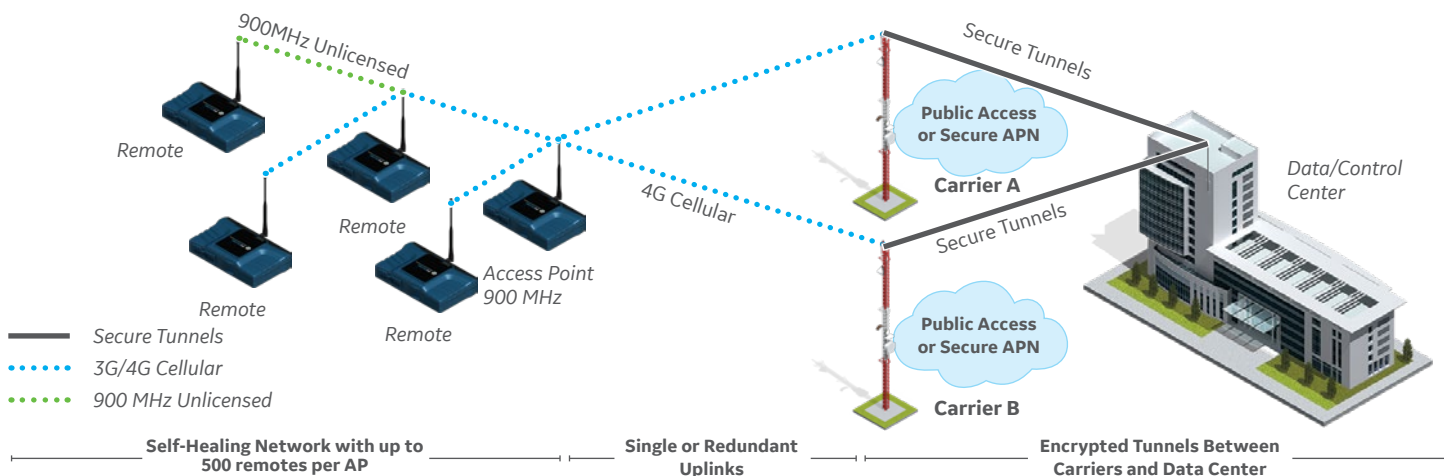 900MHz Unlicensed
Remote
Remote
Remote
Remote
Access Point
900 MHz
4G Cellular
Secure Tunnels
Public Access
or Secure APN
Carrier A
Secure Tunnels
Data/Control
Center
Public Access
or Secure APN
Carrier B
Secure Tunnels
3G/4G Cellular
900 MHz Unlicensed
Self-Healing Network with up to
500 remotes per AP
Single or Redundant
Uplinks
Encrypted Tunnels Between
Carriers and Data Center